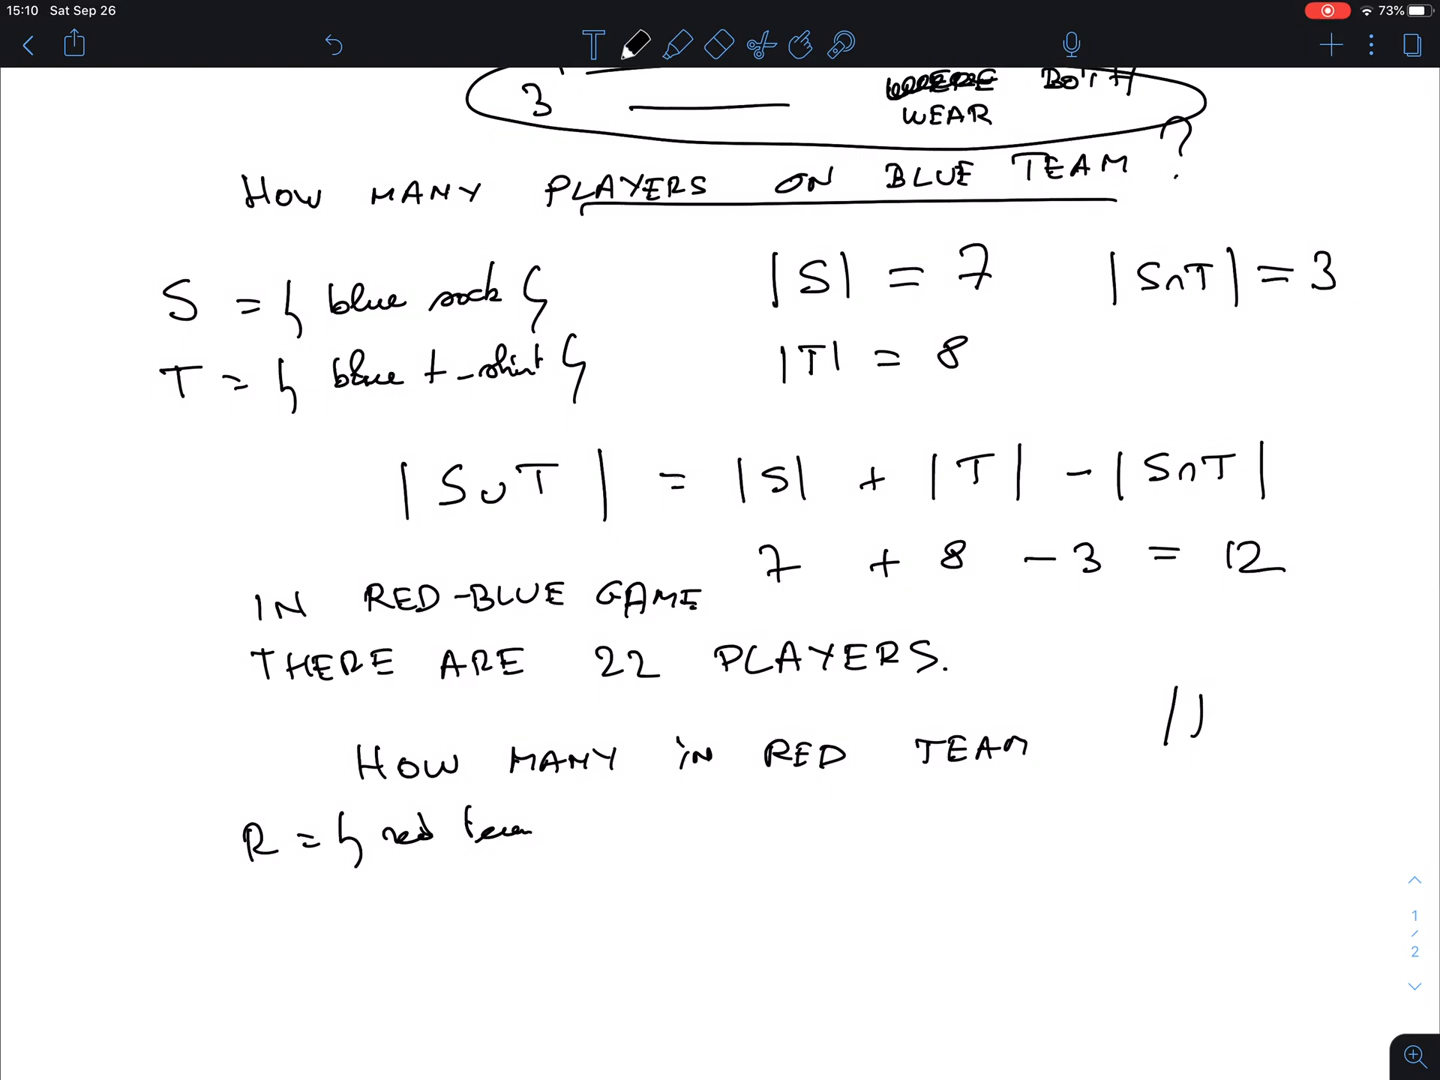 15:10 Sat Sep 26 73%
T
3 BOTH
WEAR
HOW MANY PLAYERS ON BLUE TEAM ?
S = { blue sock } |S| = 7 |S∩T| = 3
T = { blue t-shirt } |T| = 8
|S∪T| = |S| + |T| - |S∩T|
7 + 8 - 3 = 12
IN RED-BLUE GAME
THERE ARE 22 PLAYERS.
HOW MANY IN RED TEAM
R = { red team
1
/
2